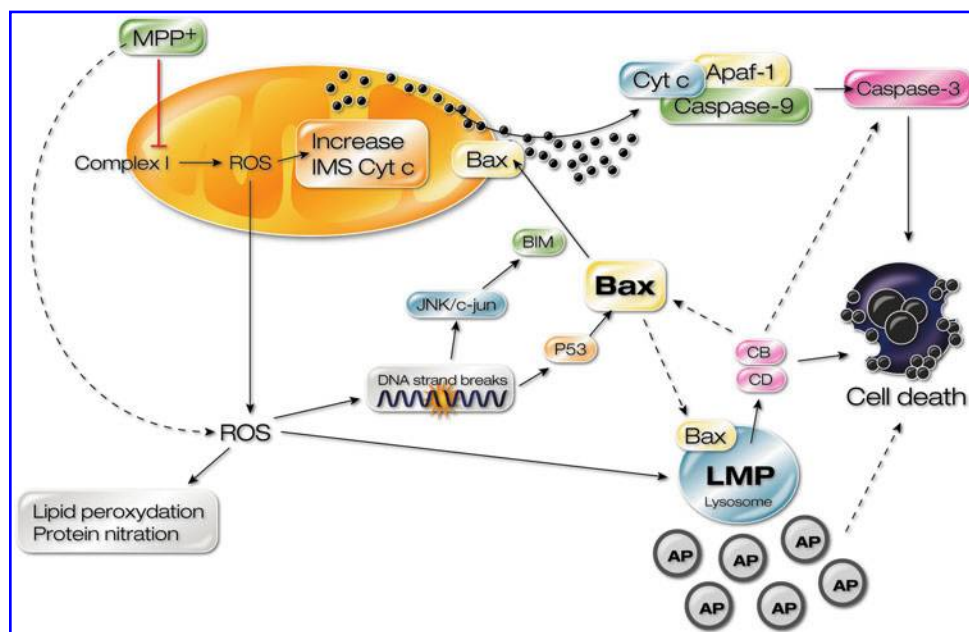 MPP+
Cyt c
Apaf-1
Caspase-9
Caspase-3
Complex I
ROS
Increase
IMS Cyt c
Bax
BIM
Bax
JNK/c-jun
P53
CB
CD
DNA strand breaks
Cell death
ROS
Bax
LMP
Lysosome
Lipid peroxydation
Protein nitration
AP
AP
AP
AP
AP
AP
AP